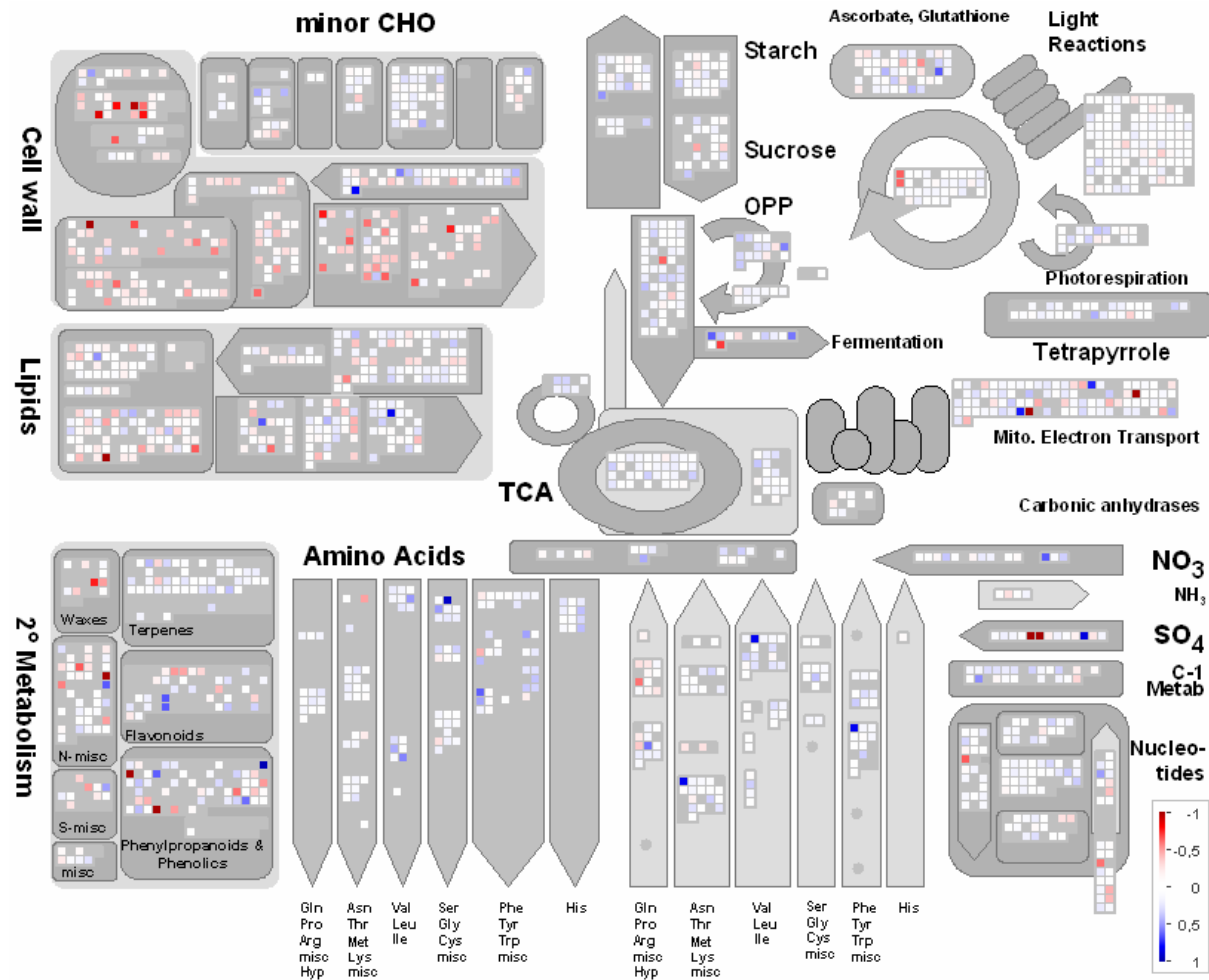 minor CHO
Ascorbate, Glutathione
Light
Reactions
Starch
Sucrose
Cell wall
OPP
Photorespiration
Tetrapyrrole
Fermentation
Lipids
Mito. Electron Transport
TCA
Carbonic anhydrases
Amino Acids
NO3
NH3
SO4
C-1
Metab
Nucleo-
tides
2° Metabolism
Waxes
Terpenes
N-misc
Flavonoids
S-misc
misc
Phenylpropanoids &
Phenolics
Gln
Pro
Arg
misc
Hyp
Asn
Thr
Met
Lys
misc
Val
Leu
Ile
Ser
Gly
Cys
misc
Phe
Tyr
Trp
misc
His
Gln
Pro
Arg
misc
Hyp
Asn
Thr
Met
Lys
misc
Val
Leu
Ile
Ser
Gly
Cys
misc
Phe
Tyr
Trp
misc
His
-1
-0,5
0
0,5
1